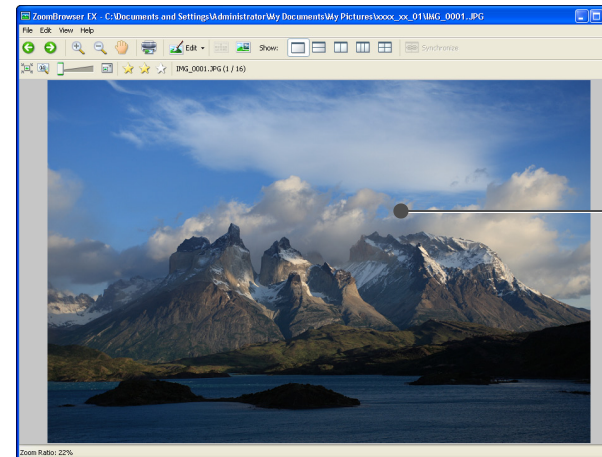 ZoomBrowser EX - C:\Documents and Settings\Administrator\My Documents\My Pictures\xxxx_xx_01\IMG_0001.JPG
File Edit View Help
Edit Show: Synchronize
IMG_0001.JPG (1 / 16)
Zoom Ratio: 22%